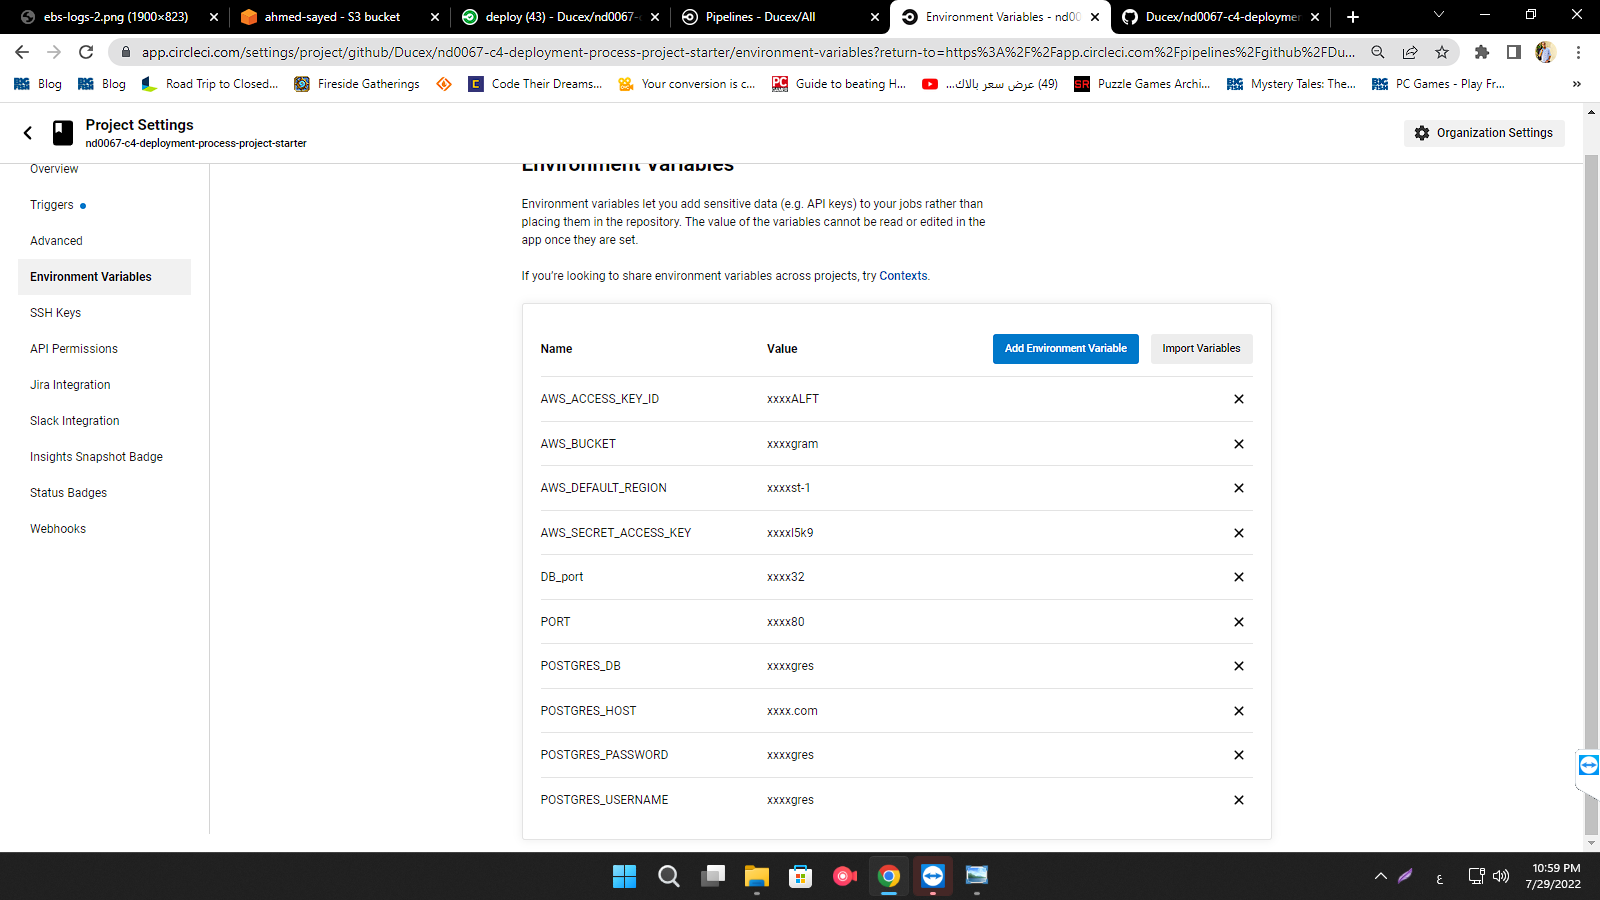 ebs-logs-2.png (1900×823)
ahmed-sayed - S3 bucket
deploy (43) - Ducex/nd0067-
Pipelines - Ducex/All
Environment Variables - nd00
Ducex/nd0067-c4-deployme
app.circleci.com/settings/project/github/Ducex/nd0067-c4-deployment-process-project-starter/environment-variables?return-to=https%3A%2F%2Fapp.circleci.com%2Fpipelines%2Fgithub%2FDu...
Blog
Blog
Road Trip to Closed...
Fireside Gatherings
Code Their Dreams...
Your conversion is c...
Guide to beating H...
(49) عرض سعر بالاك...
Puzzle Games Archi...
Mystery Tales: The...
PC Games - Play Fr...
»
Project Settings
nd0067-c4-deployment-process-project-starter
Organization Settings
Overview
Triggers
Advanced
Environment Variables
SSH Keys
API Permissions
Jira Integration
Slack Integration
Insights Snapshot Badge
Status Badges
Webhooks
Environment Variables
Environment variables let you add sensitive data (e.g. API keys) to your jobs rather than
placing them in the repository. The value of the variables cannot be read or edited in the
app once they are set.
If you're looking to share environment variables across projects, try Contexts.
Name Value Add Environment Variable Import Variables
AWS_ACCESS_KEY_ID xxxxALFT
AWS_BUCKET xxxxgram
AWS_DEFAULT_REGION xxxxst-1
AWS_SECRET_ACCESS_KEY xxxxI5k9
DB_port xxxx32
PORT xxxx80
POSTGRES_DB xxxxgres
POSTGRES_HOST xxxx.com
POSTGRES_PASSWORD xxxxgres
POSTGRES_USERNAME xxxxgres
ع
10:59 PM
7/29/2022